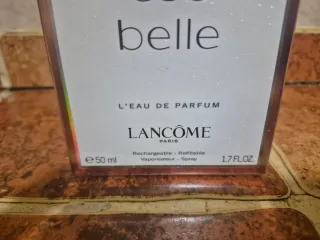 belle
L'EAU DE PARFUM
LANCÔME
PARIS
Rechargeable - Refillable
Vaporisateur - Spray
℮ 50 ml 1.7 FL.OZ.